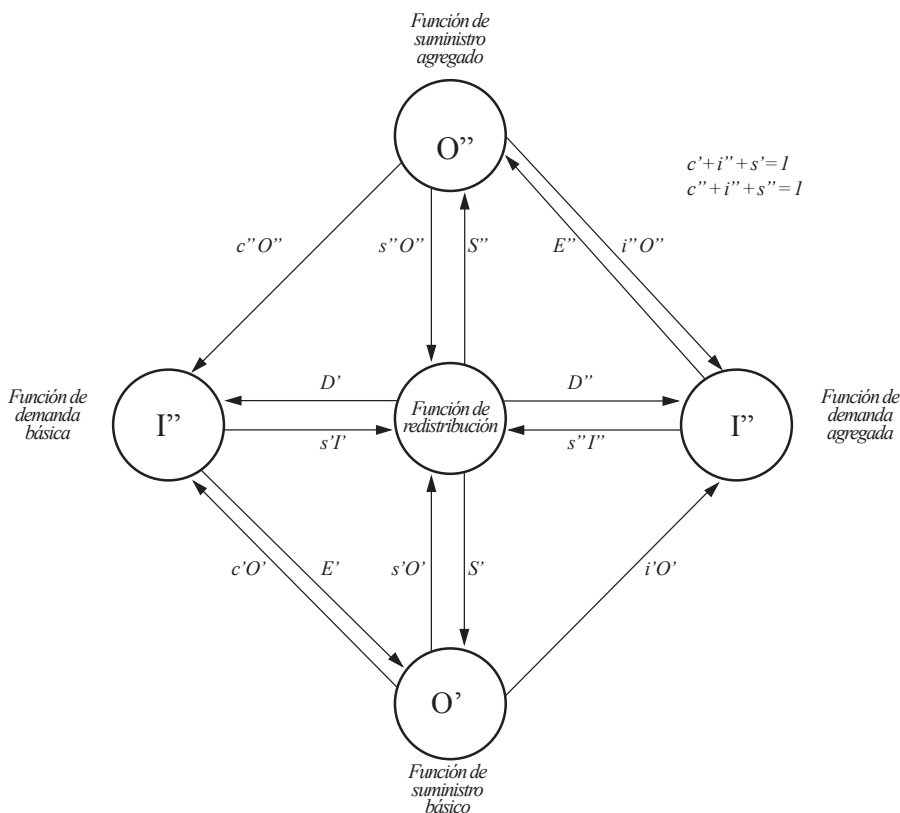 Función de
suministro
agregado
O”
c’+i”+s’=1
c”+i”+s”=1
c”O”
s”O”
S”
E”
i”O”
Función de
demanda
básica
I”
D’
s’I’
Función de
redistribución
D”
s”I”
I”
Función de
demanda
agregada
c’O’
E’
s’O’
S’
i’O’
O’
Función de
suministro
básico